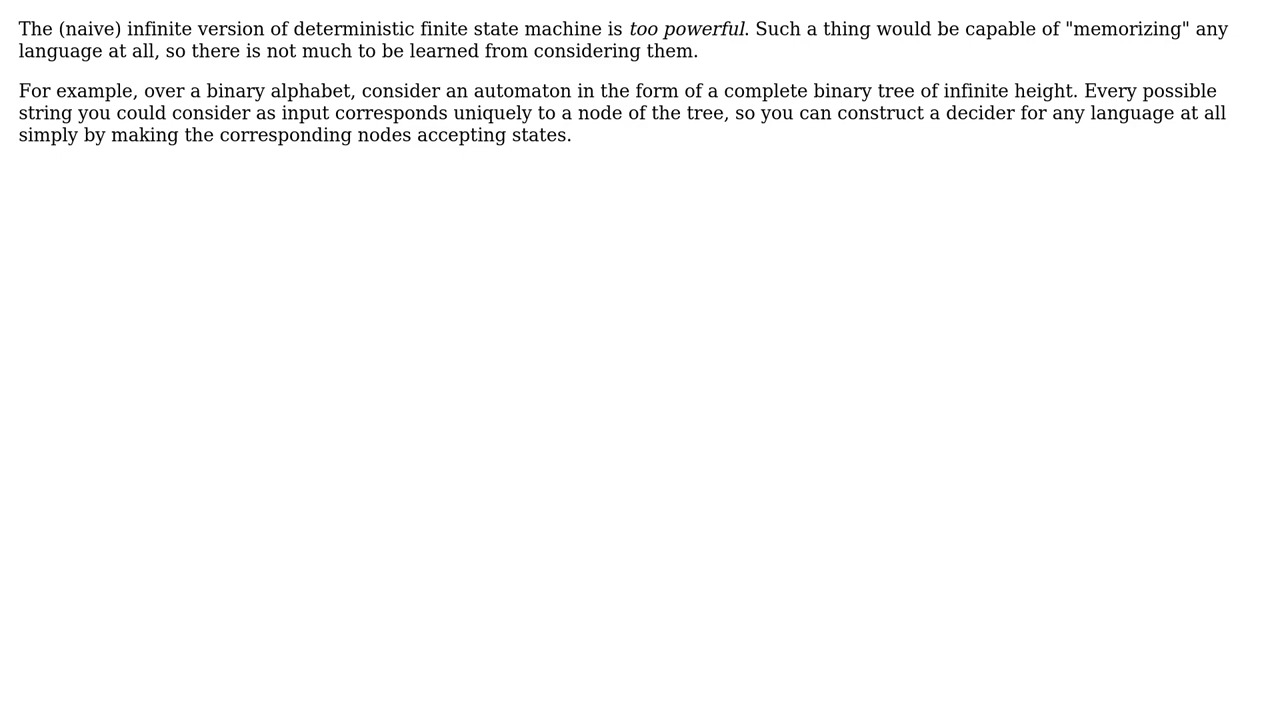 The (naive) infinite version of deterministic finite state machine is too powerful. Such a thing would be capable of "memorizing" any
language at all, so there is not much to be learned from considering them.
For example, over a binary alphabet, consider an automaton in the form of a complete binary tree of infinite height. Every possible
string you could consider as input corresponds uniquely to a node of the tree, so you can construct a decider for any language at all
simply by making the corresponding nodes accepting states.